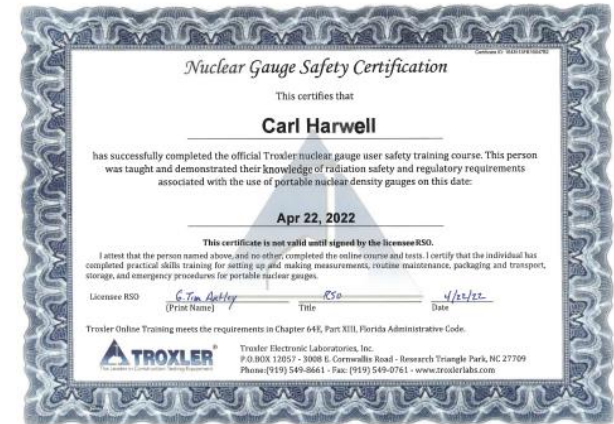 Nuclear Gauge Safety Certification
This certifies that
Carl Harwell
has successfully completed the official Troxler nuclear gauge user safety training course. This person
was taught and demonstrated their knowledge of radiation safety and regulatory requirements
associated with the use of portable nuclear density gauges on this date:
Apr 22, 2022
This certificate is not valid until signed by the licensee RSO.
I attest that the person named above, and no other, completed the online course and tests. I certify that the individual has
completed practical skills training for setting up and making measurements, routine maintenance, packaging and transport,
storage, and emergency procedures for portable nuclear gauges.
Licensee RSO G. Tim RSO 4/22/22
(Print Name) Title Date
Troxler Online Training meets the requirements in Chapter 64E, Part XIII, Florida Administrative Code.
TROXLER
The Leader in Construction Testing Equipment
Troxler Electronic Laboratories, Inc.
P.O.BOX 12057 - 3008 E. Cornwallis Road - Research Triangle Park, NC 27709
Phone:(919) 549-8661 - Fax: (919) 549-0761 - www.troxlerlabs.com